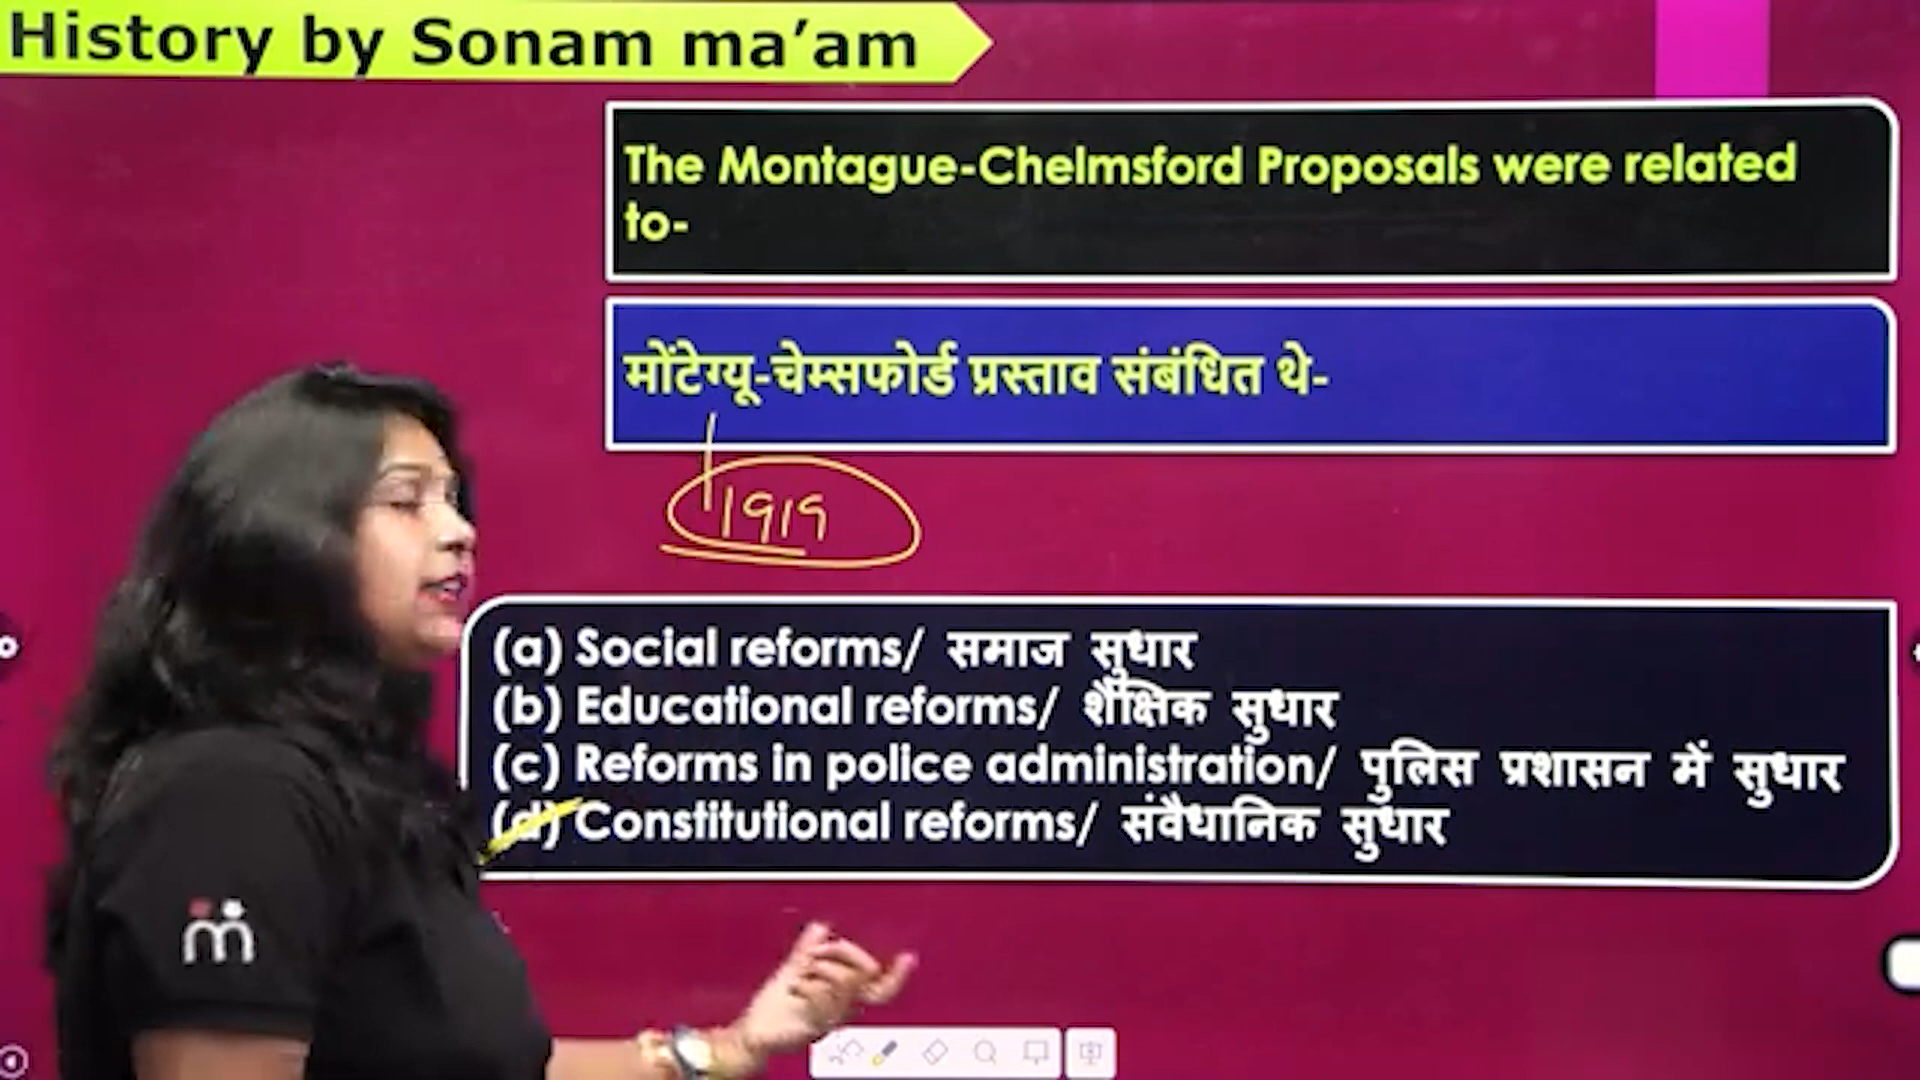 History by Sonam ma'am
The Montague-Chelmsford Proposals were related
to-
मोंटेग्यू-चेम्सफोर्ड प्रस्ताव संबंधित थे-
1919
(a) Social reforms/ समाज सुधार
(b) Educational reforms/ शैक्षिक सुधार
(c) Reforms in police administration/ पुलिस प्रशासन में सुधार
(d) Constitutional reforms/ संवैधानिक सुधार
m